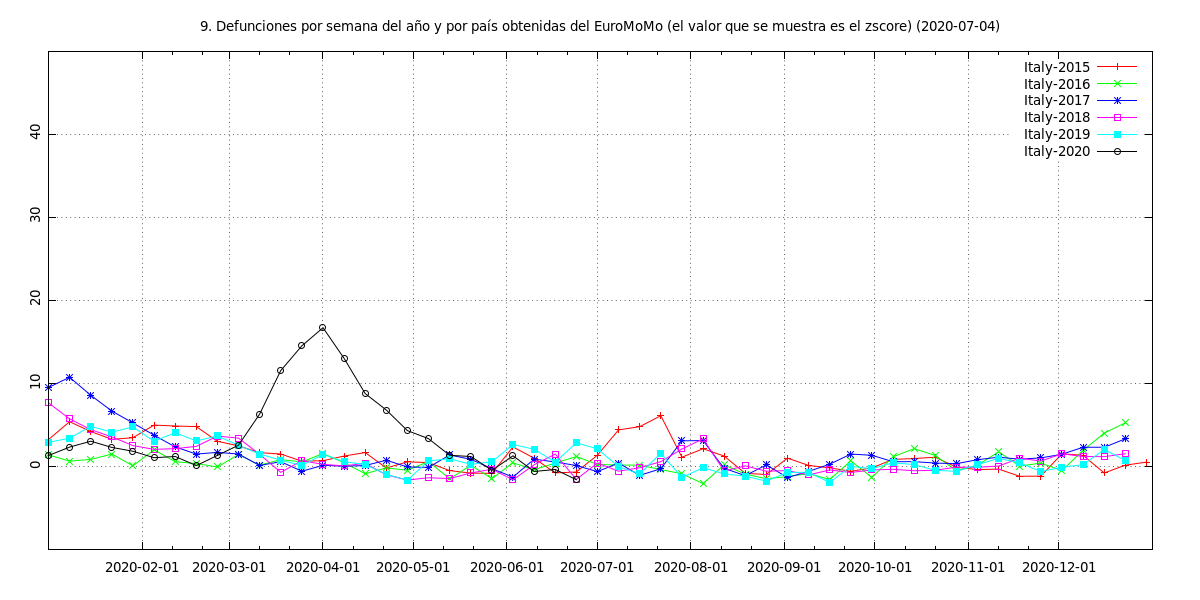 9. Defunciones por semana del año y por país obtenidas del EuroMoMo (el valor que se muestra es el zscore) (2020-07-04)
Italy-2015
Italy-2016
Italy-2017
Italy-2018
Italy-2019
Italy-2020
40
30
20
10
0
2020-02-01 2020-03-01 2020-04-01 2020-05-01 2020-06-01 2020-07-01 2020-08-01 2020-09-01 2020-10-01 2020-11-01 2020-12-01